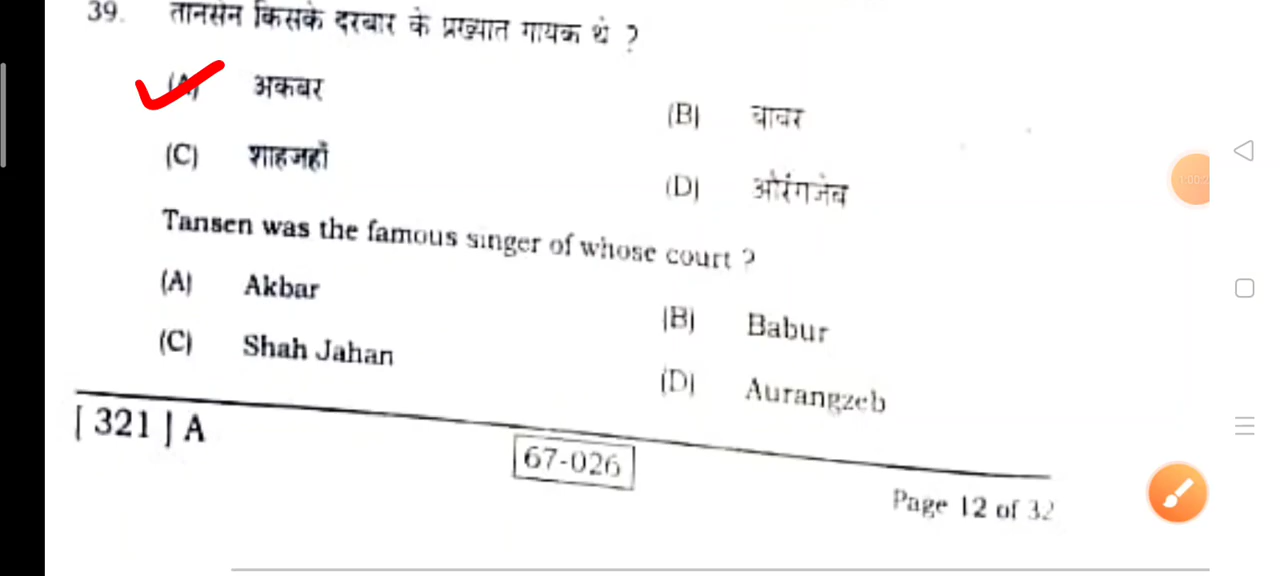 39. तानसेन किसके दरबार के प्रख्यात गायक थे ?
(A) अकबर
(B) बाबर
(C) शाहजहाँ
(D) औरंगजेब
Tansen was the famous singer of whose court ?
(A) Akbar
(B) Babur
(C) Shah Jahan
(D) Aurangzeb
[ 321 ] A
67-026
Page 12 of 32